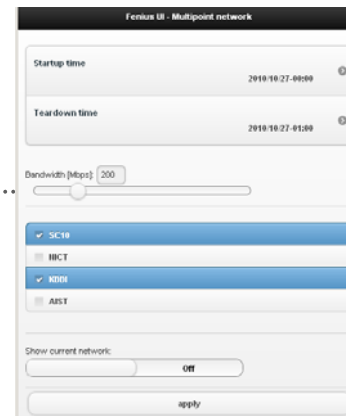 Fenius UI - Multipoint network
Startup time
2010/10/27-00:00
Teardown time
2010/10/27-01:00
Bandwidth [Mbps]: 200
SC10
NICT
KDDI
AIST
Show current network:
Off
apply